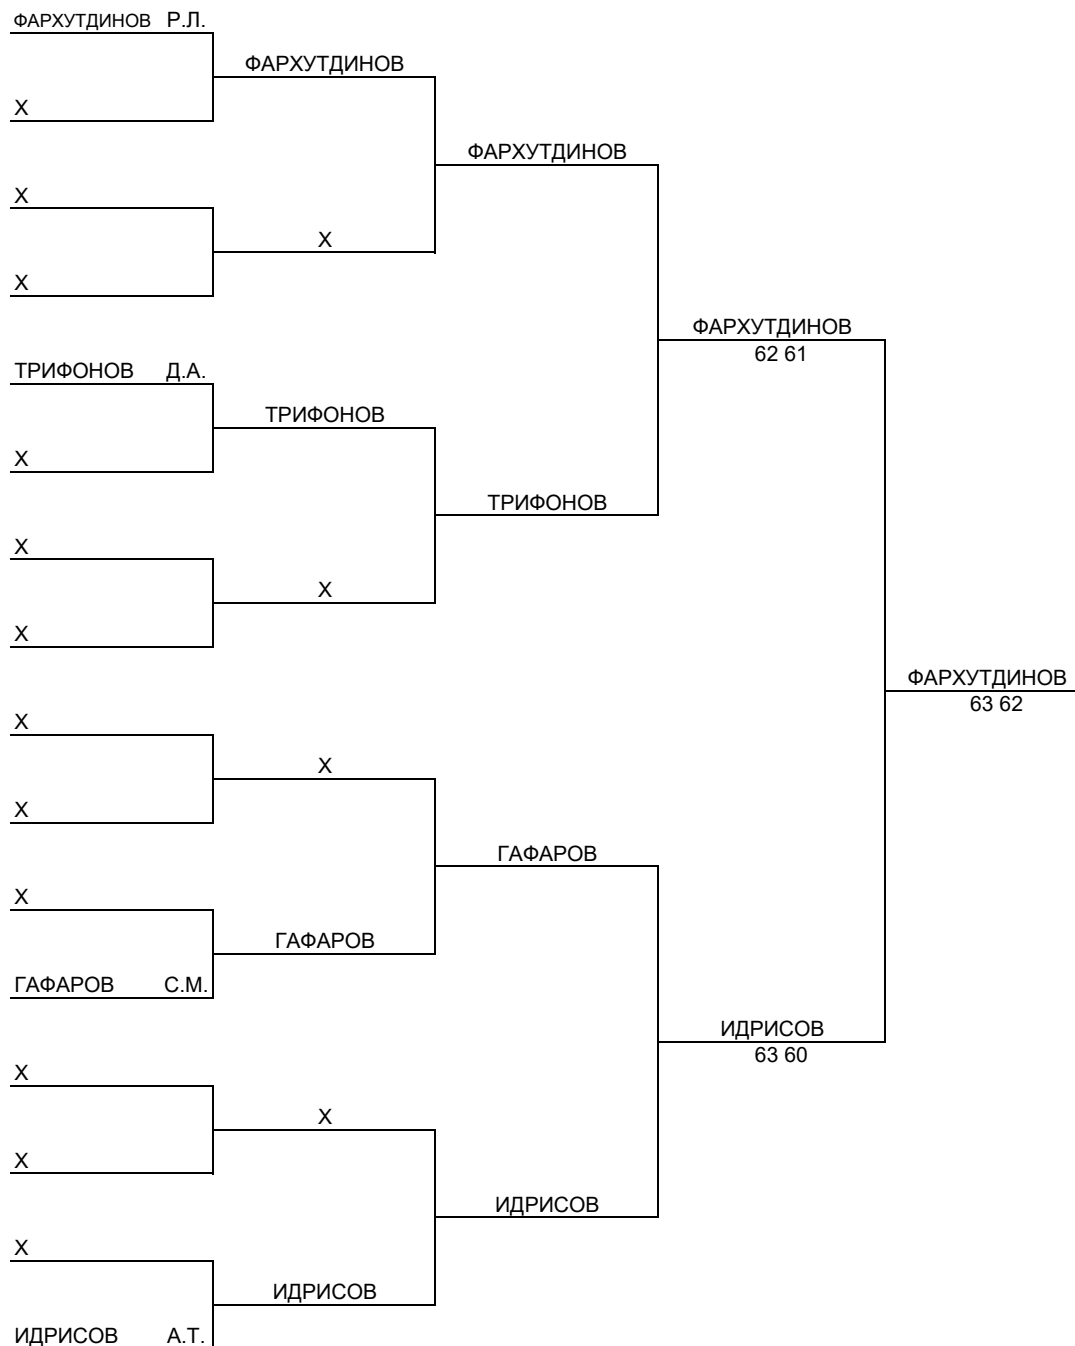 ФАРХУТДИНОВ Р.Л.
ФАРХУТДИНОВ
X
ФАРХУТДИНОВ
X
X
X
ФАРХУТДИНОВ
62 61
ТРИФОНОВ Д.А.
ТРИФОНОВ
X
ТРИФОНОВ
X
X
X
ФАРХУТДИНОВ
63 62
X
X
X
ГАФАРОВ
X
ГАФАРОВ
ГАФАРОВ С.М.
ИДРИСОВ
63 60
X
X
X
ИДРИСОВ
X
ИДРИСОВ
ИДРИСОВ А.Т.